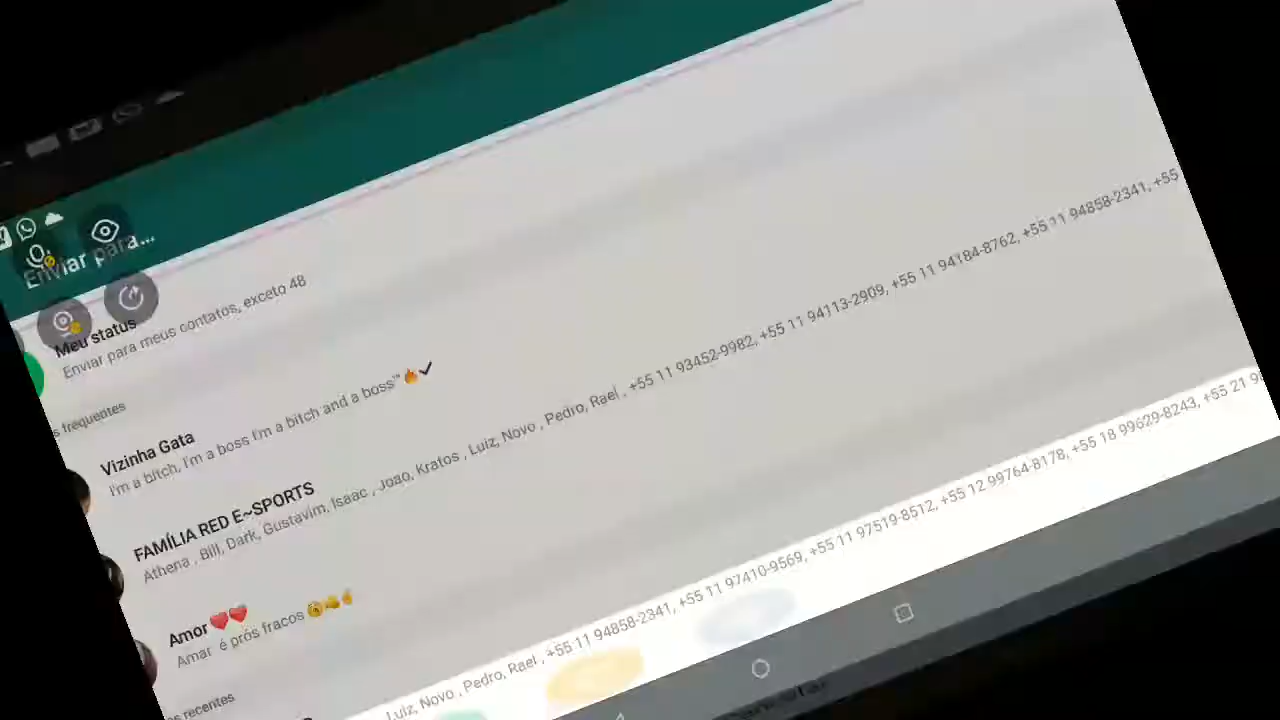 Enviar para...
Meu status
Enviar para meus contatos, exceto 48
s frequentes
Vizinha Gata
I'm a bitch, I'm a boss I'm a bitch and a boss™🔥✔
FAMÍLIA RED E~SPORTS
Athena , Bill, Dark, Gustavim, Isaac , Joao, Kratos , Luiz, Novo , Pedro, Rael , +55 11 93452-9982, +55 11 94113-2909, +55 11 94184-8762, +55 11 94858-2341, +55
Amor ❤️❤️
Amar é prós fracos
s recentes
Luiz, Novo , Pedro, Rael , +55 11 94858-2341, +55 11 97410-9569, +55 11 97519-8512, +55 12 99764-8178, +55 18 99629-8243, +55 21 9